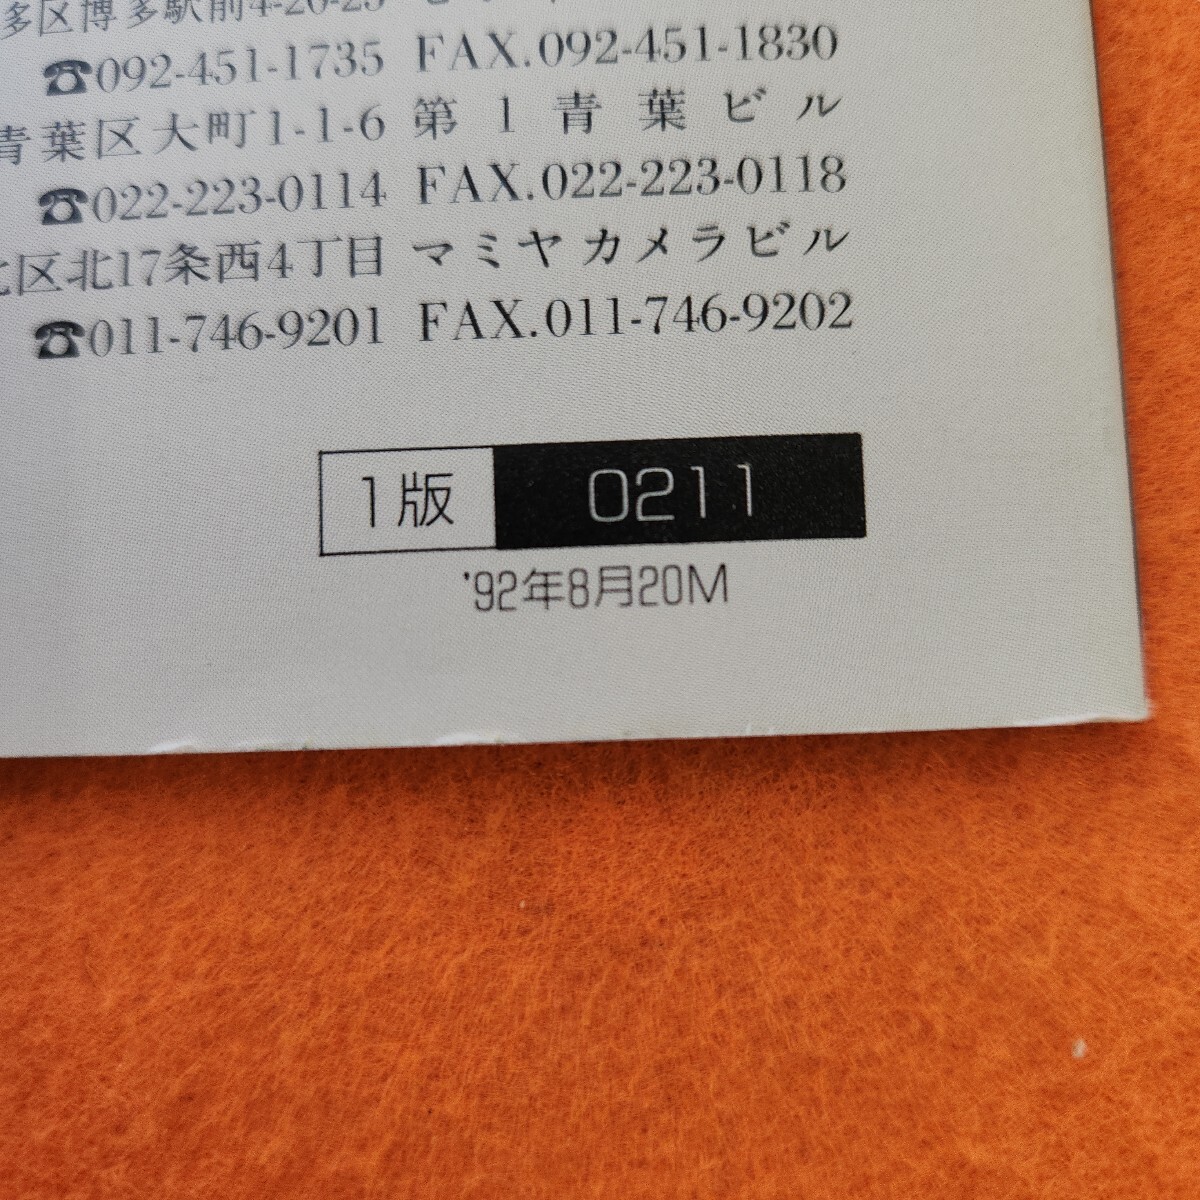 多区博多駅前4-20-23
☎092-451-1735 FAX.092-451-1830
青葉区大町1-1-6 第1青葉ビル
☎022-223-0114 FAX.022-223-0118
北区北17条西4丁目 マミヤカメラビル
☎011-746-9201 FAX.011-746-9202
1版 0211
'92年8月20M